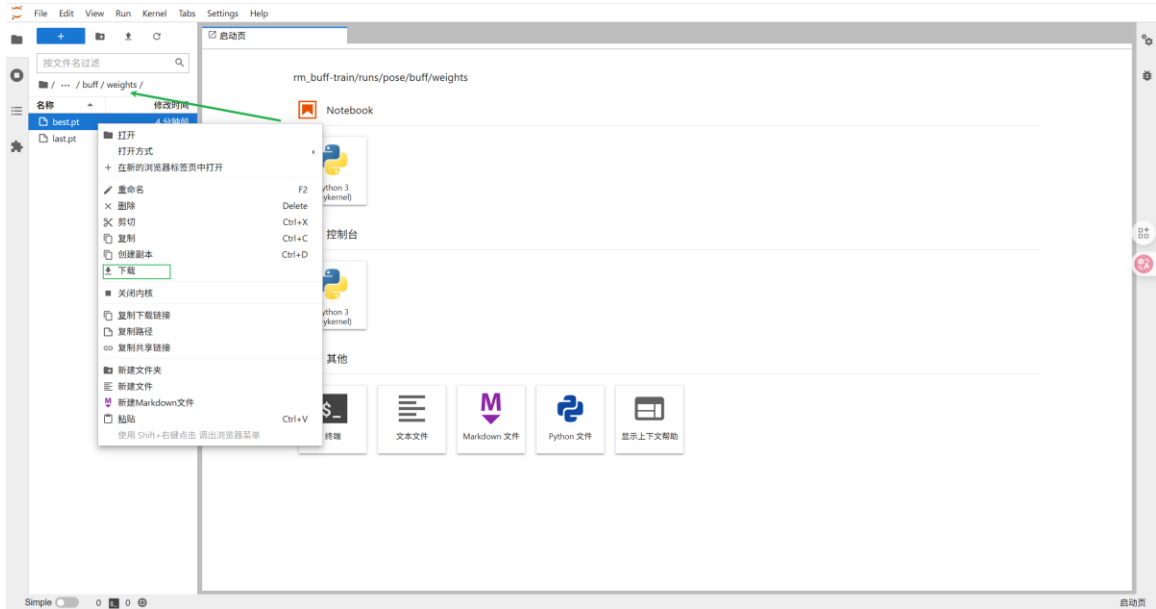 File Edit View Run Kernel Tabs Settings Help
+
启动页
按文件名过滤
/ ··· / buff / weights /
名称 修改时间
best.pt 4 分钟前
last.pt
rm_buff-train/runs/pose/buff/weights
Notebook
ython 3
ykernel)
控制台
ython 3
ykernel)
其他
$_
终端
文本文件
Markdown 文件
Python 文件
显示上下文帮助
打开
打开方式
在新的浏览器标签页中打开
重命名 F2
删除 Delete
剪切 Ctrl+X
复制 Ctrl+C
创建副本 Ctrl+D
下载
关闭内核
复制下载链接
复制路径
复制共享链接
新建文件夹
新建文件
新建Markdown文件
粘贴 Ctrl+V
使用 Shift+右键点击 调出浏览器菜单
Simple 0 0
启动页